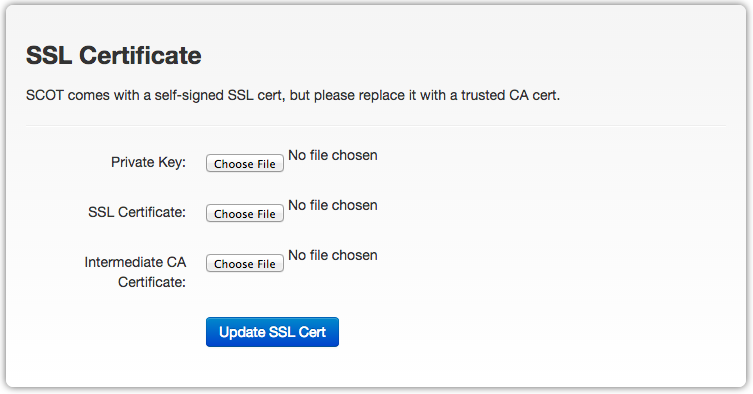 SSL Certificate
SCOT comes with a self-signed SSL cert, but please replace it with a trusted CA cert.
Private Key: Choose File No file chosen
SSL Certificate: Choose File No file chosen
Intermediate CA Choose File No file chosen
Certificate:
Update SSL Cert